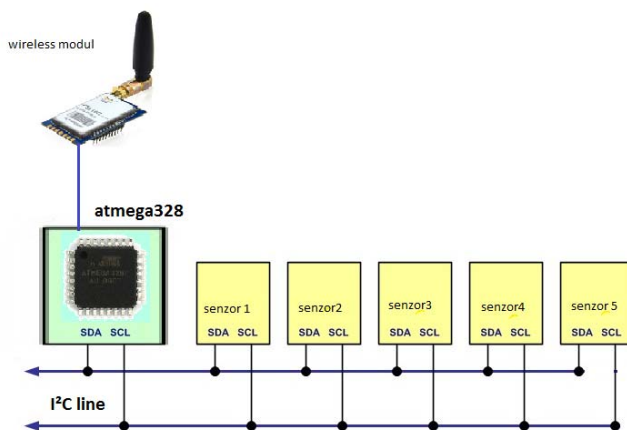 wireless modul
atmega328
SDA SCL
senzor 1
SDA SCL
senzor2
SDA SCL
senzor3
SDA SCL
senzor4
SDA SCL
senzor 5
SDA SCL
I²C line